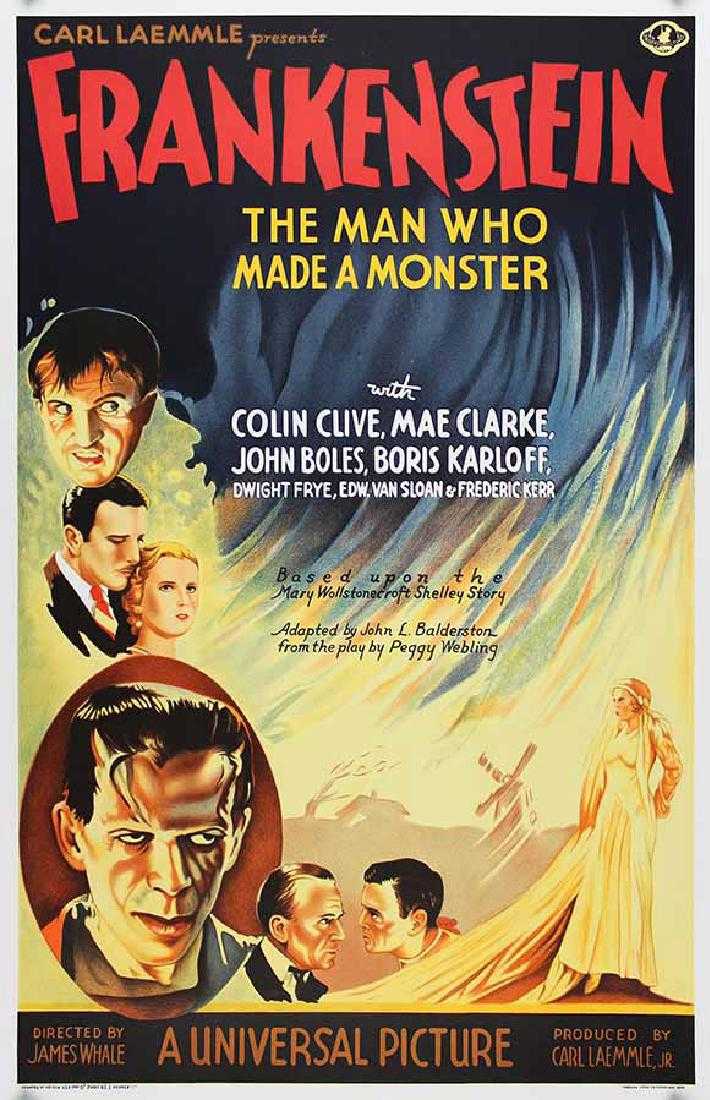 CARL LAEMMLE presents
FRANKENSTEIN
THE MAN WHO
MADE A MONSTER
with
COLIN CLIVE, MAE CLARKE,
JOHN BOLES, BORIS KARLOFF,
DWIGHT FRYE, EDW. VAN SLOAN & FREDERIC KERR
Based upon the
Mary Wollstonecroft Shelley Story
Adapted by John L. Balderston
from the play by Peggy Webling
DIRECTED BY
JAMES WHALE
A UNIVERSAL PICTURE
PRODUCED BY
CARL LAEMMLE, JR.